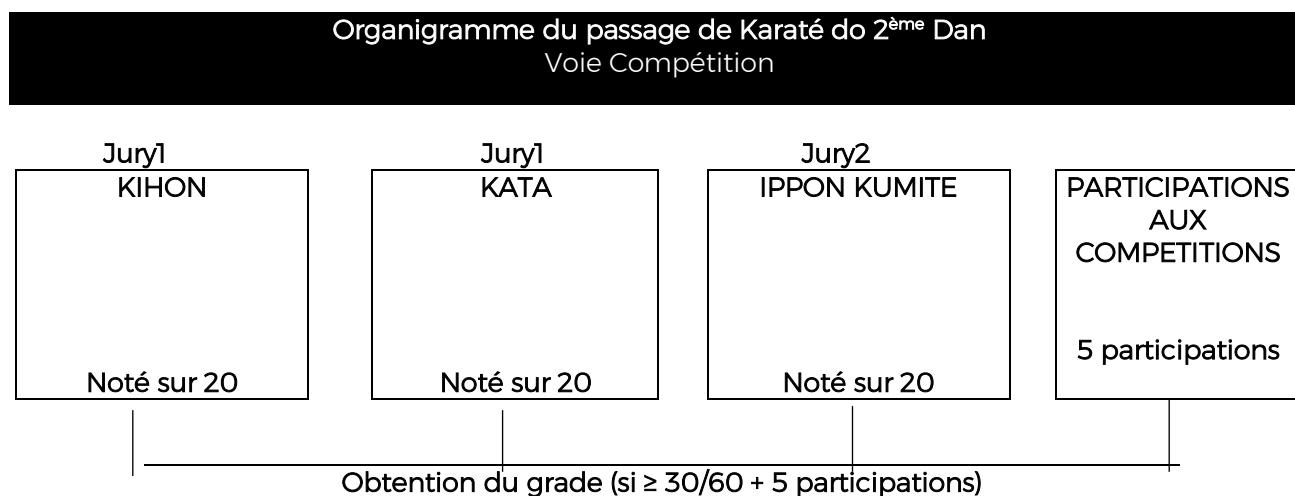 Organigramme du passage de Karaté do 2ème Dan
Voie Compétition
Jury1
KIHON
Noté sur 20
Jury1
KATA
Noté sur 20
Jury2
IPPON KUMITE
Noté sur 20
PARTICIPATIONS
AUX
COMPETITIONS
5 participations
Obtention du grade (si ≥ 30/60 + 5 participations)